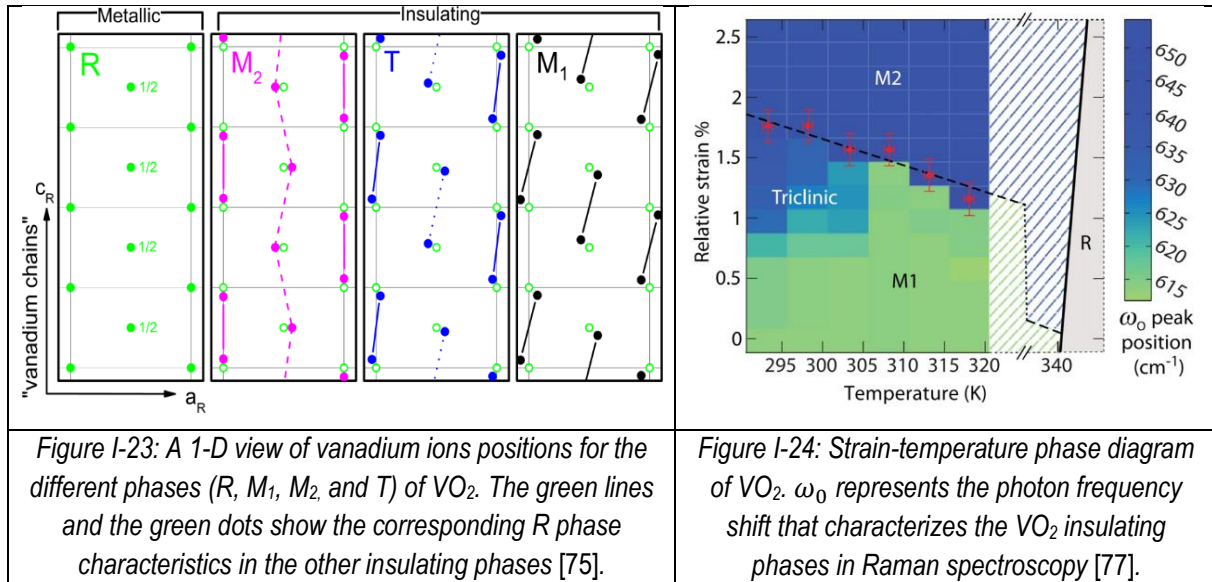 Metallic
Insulating
R
M2
T
M1
1/2
1/2
1/2
1/2
cR
"vanadium chains"
aR
Relative strain %
2.5
2
1.5
1
0.5
0
M2
Triclinic
M1
R
295 300 305 310 315 320 340
Temperature (K)
650
645
640
635
630
625
620
615
ω₀ peak
position
(cm⁻¹)
Figure I-23: A 1-D view of vanadium ions positions for the
different phases (R, M₁, M₂, and T) of VO₂. The green lines
and the green dots show the corresponding R phase
characteristics in the other insulating phases [75].
Figure I-24: Strain-temperature phase diagram
of VO₂. ω₀ represents the photon frequency
shift that characterizes the VO₂ insulating
phases in Raman spectroscopy [77].